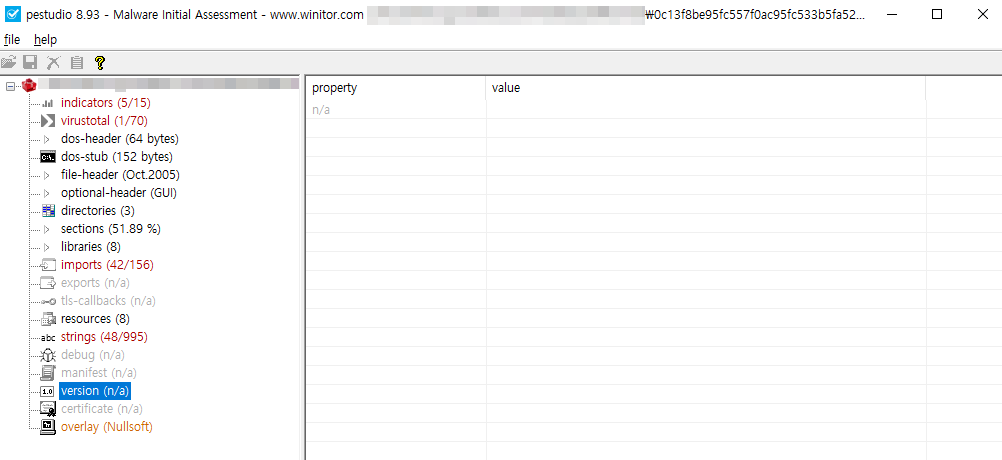 pestudio 8.93 - Malware Initial Assessment - www.winitor.com ₩0c13f8be95fc557f0ac95fc533b5fa52...
file help
property value
n/a
indicators (5/15)
virustotal (1/70)
dos-header (64 bytes)
dos-stub (152 bytes)
file-header (Oct.2005)
optional-header (GUI)
directories (3)
sections (51.89 %)
libraries (8)
imports (42/156)
exports (n/a)
tls-callbacks (n/a)
resources (8)
abc strings (48/995)
debug (n/a)
manifest (n/a)
1.0 version (n/a)
certificate (n/a)
overlay (Nullsoft)